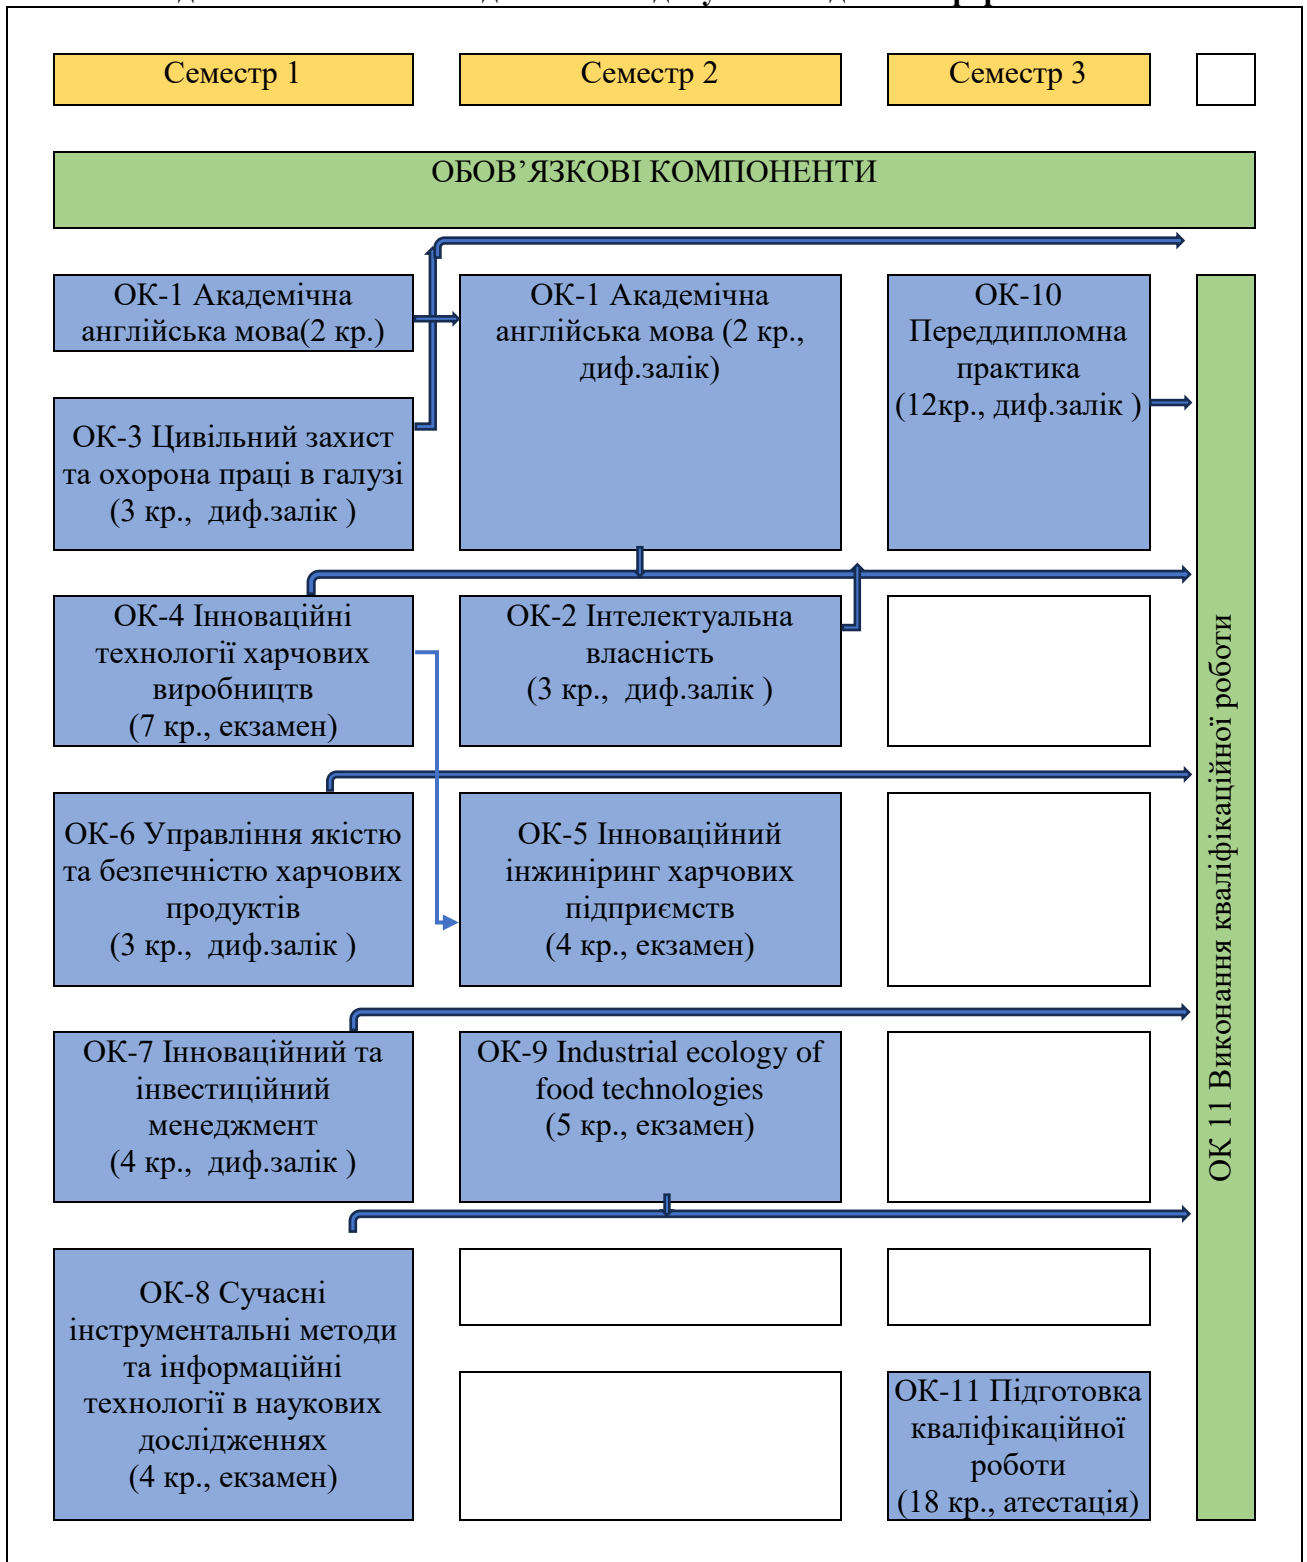 Семестр 1
Семестр 2
Семестр 3
ОБОВ’ЯЗКОВІ КОМПОНЕНТИ
ОК-1 Академічна
англійська мова(2 кр.)
ОК-1 Академічна
англійська мова (2 кр.,
диф.залік)
ОК-10
Переддипломна
практика
(12кр., диф.залік )
ОК-3 Цивільний захист
та охорона праці в галузі
(3 кр., диф.залік )
ОК-4 Інноваційні
технології харчових
виробництв
(7 кр., екзамен)
ОК-2 Інтелектуальна
власність
(3 кр., диф.залік )
ОК-6 Управління якістю
та безпечністю харчових
продуктів
(3 кр., диф.залік )
ОК-5 Інноваційний
інжиніринг харчових
підприємств
(4 кр., екзамен)
ОК-7 Інноваційний та
інвестиційний
менеджмент
(4 кр., диф.залік )
ОК-9 Industrial ecology of
food technologies
(5 кр., екзамен)
ОК-8 Сучасні
інструментальні методи
та інформаційні
технології в наукових
дослідженнях
(4 кр., екзамен)
ОК-11 Підготовка
кваліфікаційної
роботи
(18 кр., атестація)
ОК 11 Виконання кваліфікаційної роботи